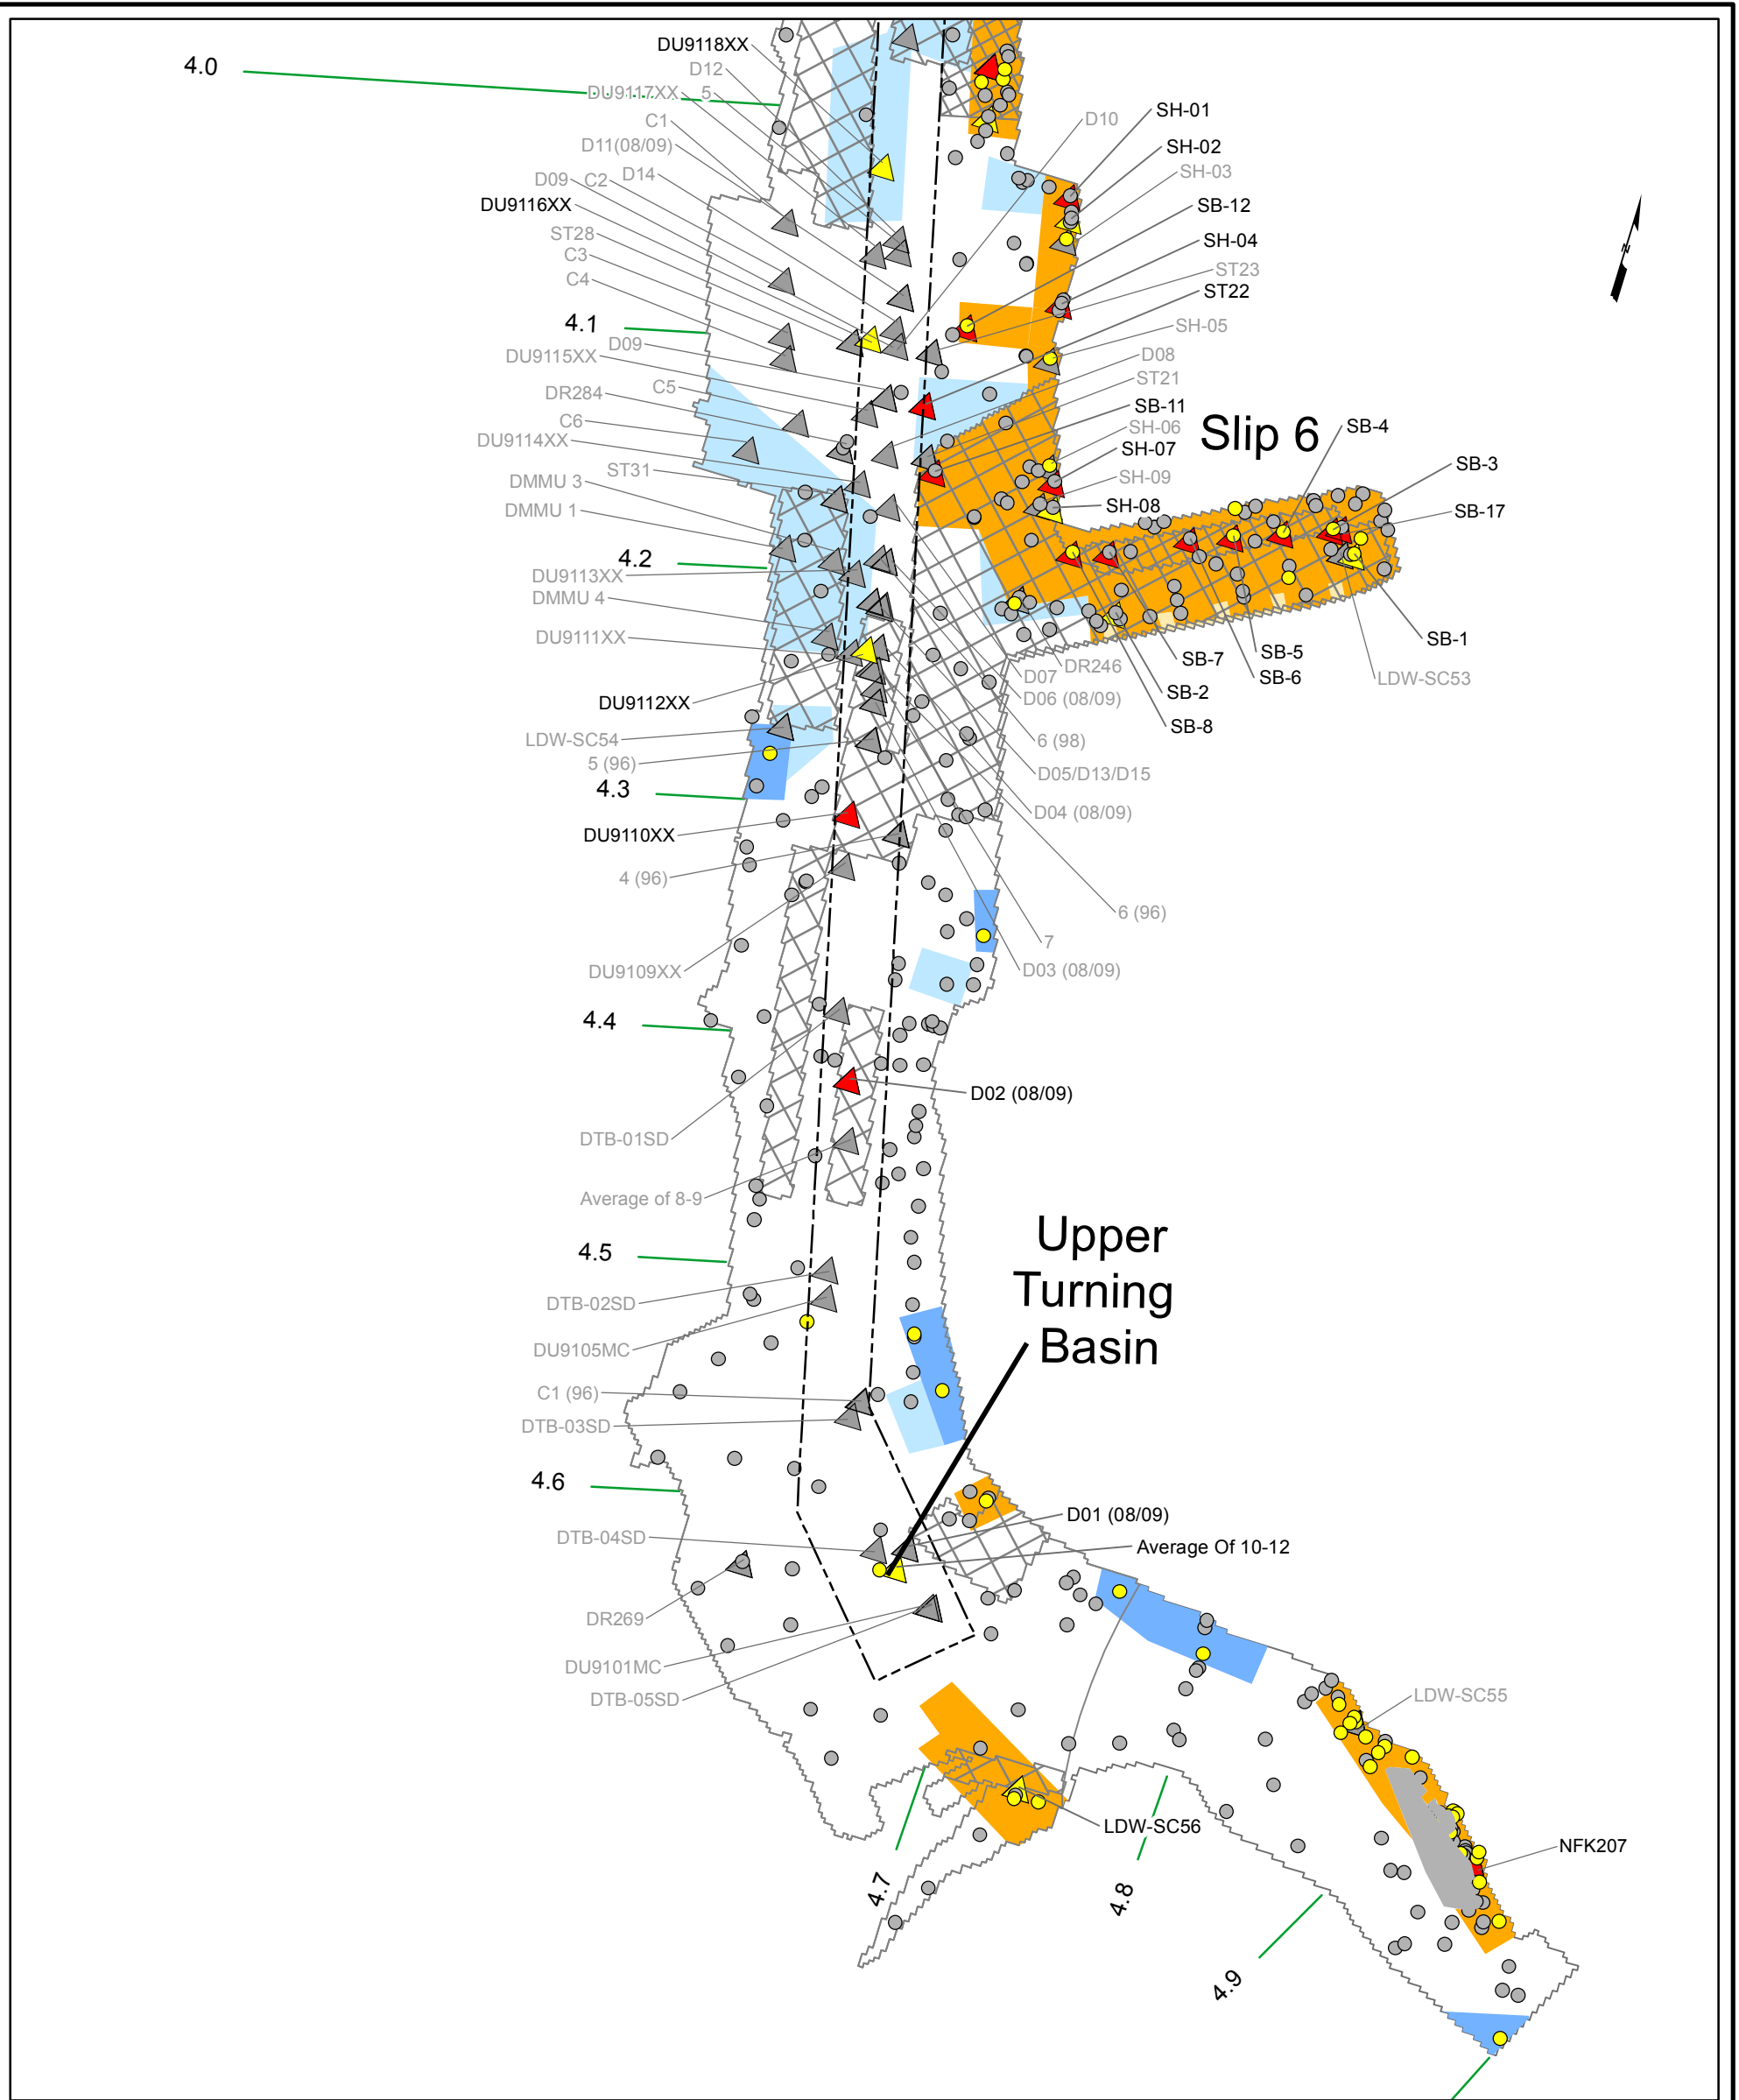 DU9118XX
4.0
D12
DU9117XX
5
SH-01
D10
C1
D11(08/09)
SH-02
SH-03
D14
D09
C2
DU9116XX
SB-12
ST28
SH-04
C3
ST23
C4
ST22
4.1
SH-05
D09
DU9115XX
D08
ST21
C5
DR284
SB-11
C6
SH-06
Slip 6
SB-4
DU9114XX
SH-07
SB-3
ST31
SH-09
DMMU 3
SH-08
DMMU 1
SB-17
4.2
DU9113XX
DMMU 4
DU9111XX
SB-1
SB-5
SB-7
DR246
D07
SB-6
LDW-SC53
SB-2
D06 (08/09)
DU9112XX
SB-8
LDW-SC54
6 (98)
5 (96)
D05/D13/D15
4.3
D04 (08/09)
DU9110XX
4 (96)
6 (96)
7
DU9109XX
D03 (08/09)
4.4
D02 (08/09)
DTB-01SD
Average of 8-9
Upper
Turning
Basin
4.5
DTB-02SD
DU9105MC
C1 (96)
DTB-03SD
4.6
D01 (08/09)
DTB-04SD
Average Of 10-12
DR269
DU9101MC
DTB-05SD
LDW-SC55
LDW-SC56
NFK207
4.7
4.8
4.9
N